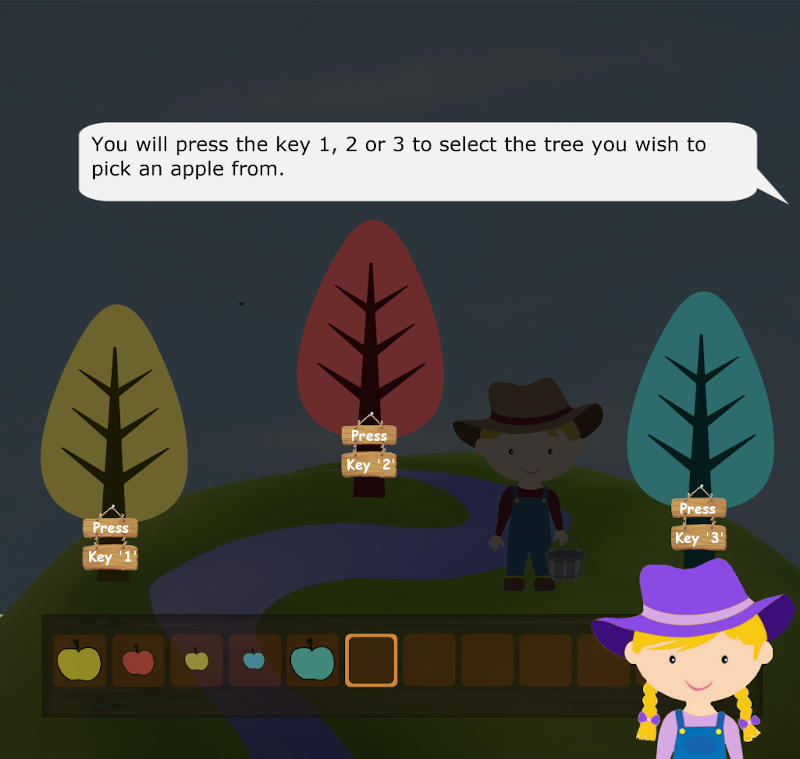 You will press the key 1, 2 or 3 to select the tree you wish to
pick an apple from.
Press
Key '2'
Press
Key '3'
Press
Key '1'